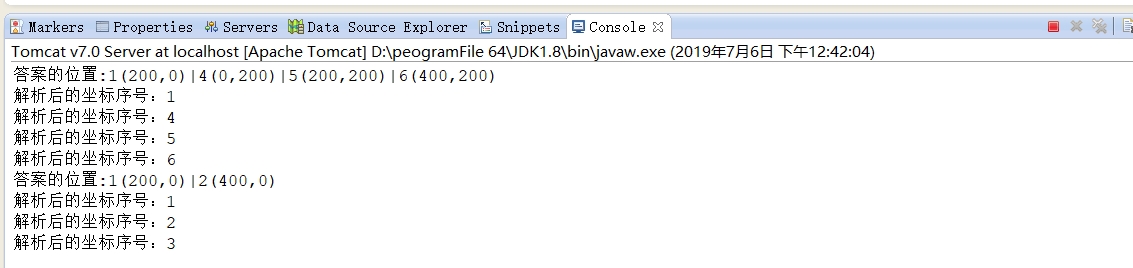 Markers Properties Servers Data Source Explorer Snippets Console
Tomcat v7.0 Server at localhost [Apache Tomcat] D:\peogramFile 64\JDK1.8\bin\javaw.exe (2019年7月6日 下午12:42:04)
答案的位置:1(200,0)|4(0,200)|5(200,200)|6(400,200)
解析后的坐标序号：1
解析后的坐标序号：4
解析后的坐标序号：5
解析后的坐标序号：6
答案的位置:1(200,0)|2(400,0)
解析后的坐标序号：1
解析后的坐标序号：2
解析后的坐标序号：3